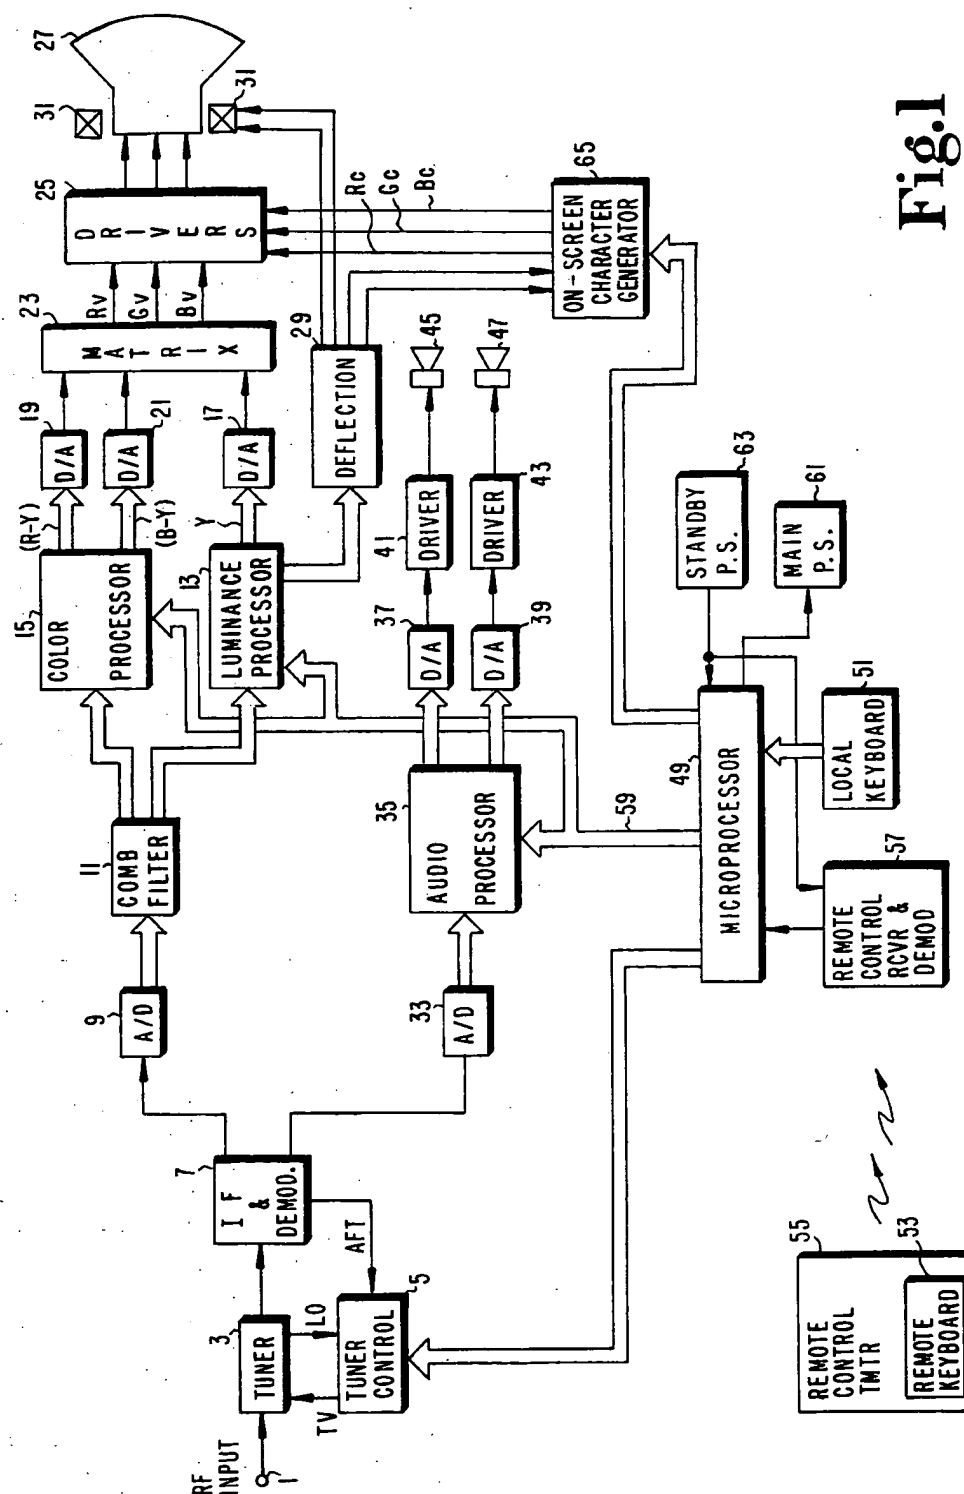 Fig.1
RF
INPUT
1
3
TUNER
LO
TV
TUNER
CONTROL
5
AFT
7
I F
&
DEMOD.
9
A/D
11
COMB
FILTER
15
COLOR
PROCESSOR
(R-Y)
(B-Y)
13
LUMINANCE
PROCESSOR
Y
19
D/A
21
D/A
17
D/A
23
MATRIX
Rv
Gv
Bv
25
DRIVERS
27
31
31
29
DEFLECTION
Rc
Gc
Bc
65
ON-SCREEN
CHARACTER
GENERATOR
33
A/D
35
AUDIO
PROCESSOR
37
D/A
39
D/A
41
DRIVER
43
DRIVER
45
47
59
49
MICROPROCESSOR
63
STANDBY
P.S.
61
MAIN
P.S.
51
LOCAL
KEYBOARD
57
REMOTE
CONTROL
RCVR &
DEMOD
55
REMOTE
CONTROL
TMTR
53
REMOTE
KEYBOARD